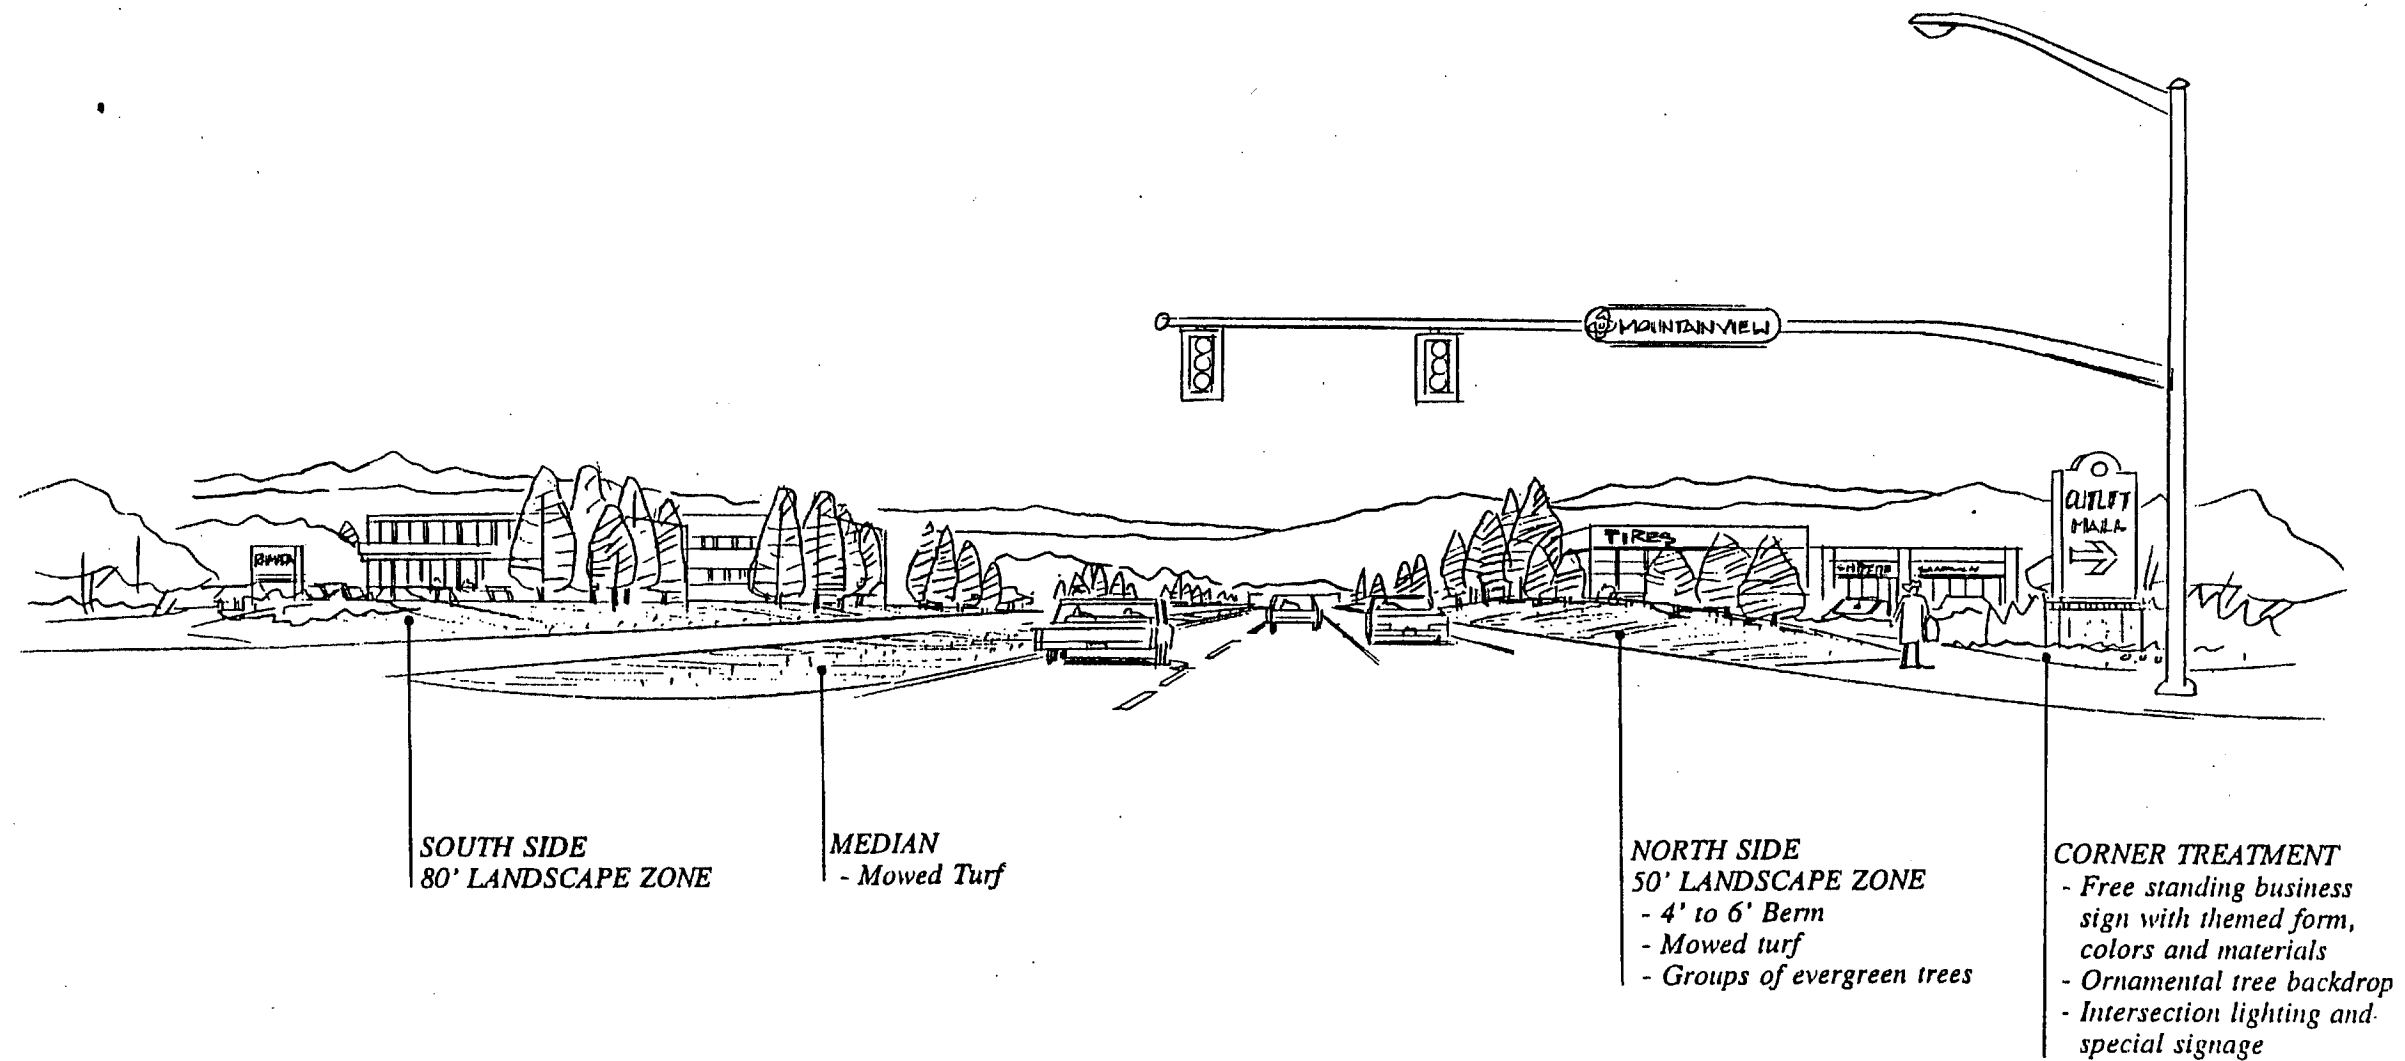 MOUNTAINVIEW
TIRES
OUTLET
MALL
SOUTH SIDE
80' LANDSCAPE ZONE
MEDIAN
- Mowed Turf
NORTH SIDE
50' LANDSCAPE ZONE
- 4' to 6' Berm
- Mowed turf
- Groups of evergreen trees
CORNER TREATMENT
- Free standing business
sign with themed form,
colors and materials
- Ornamental tree backdrop
- Intersection lighting and
special signage